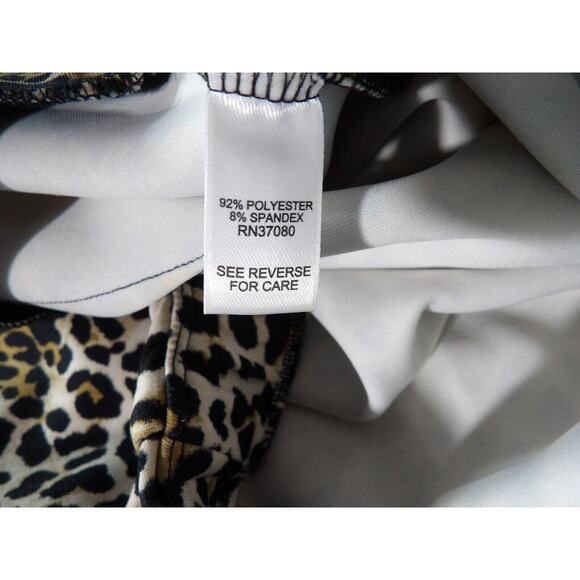 92% POLYESTER
8% SPANDEX
RN37080
SEE REVERSE
FOR CARE